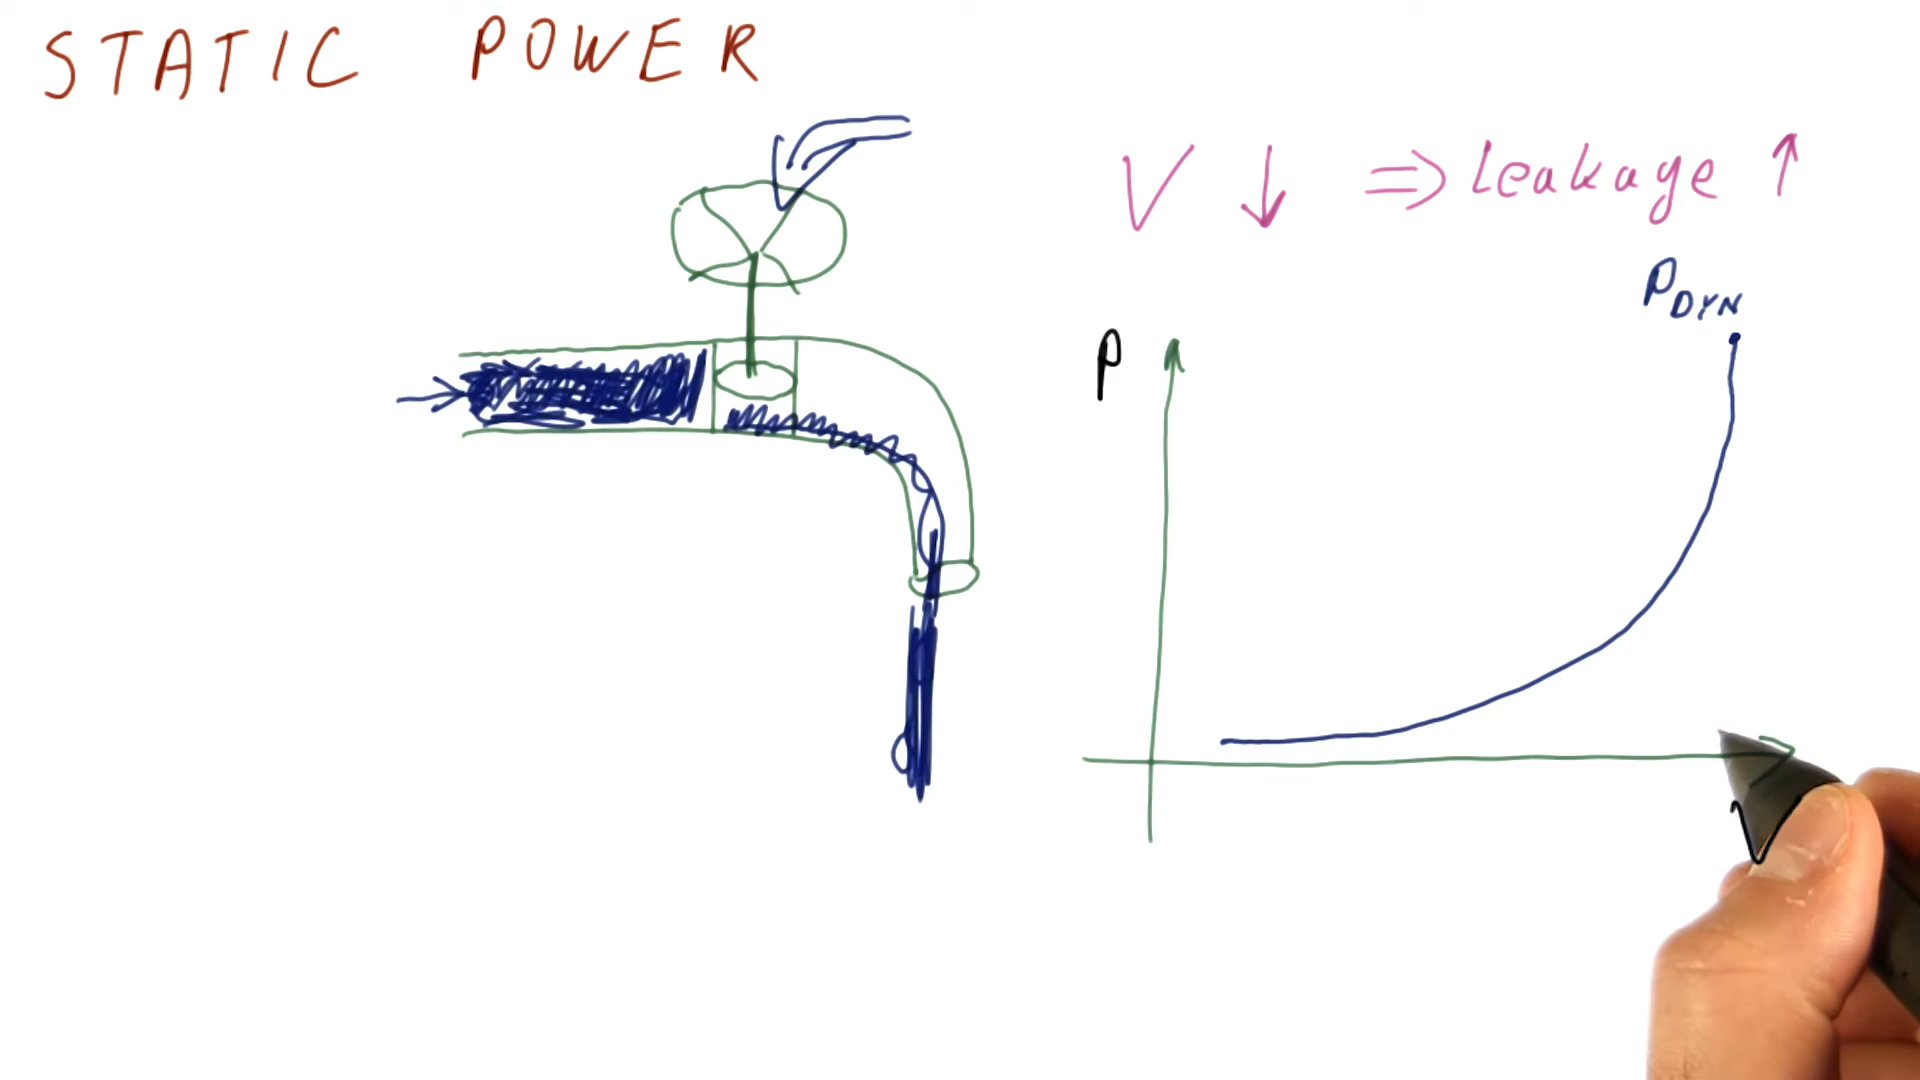 STATIC POWER
V ↓ ⇒ Leakage ↑
P_DYN
P
V